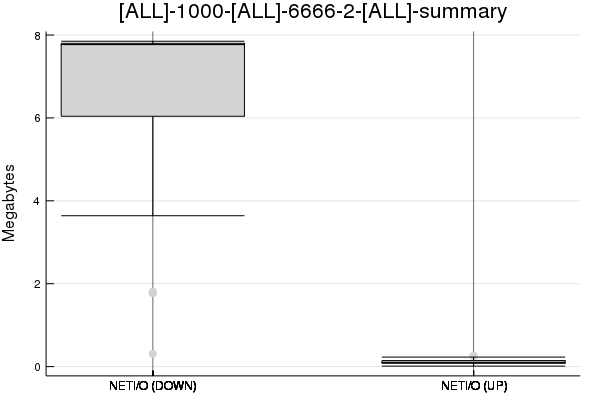 [ALL]-1000-[ALL]-6666-2-[ALL]-summary
Megabytes
8
6
4
2
0
NETI/O (DOWN)
NETI/O (UP)